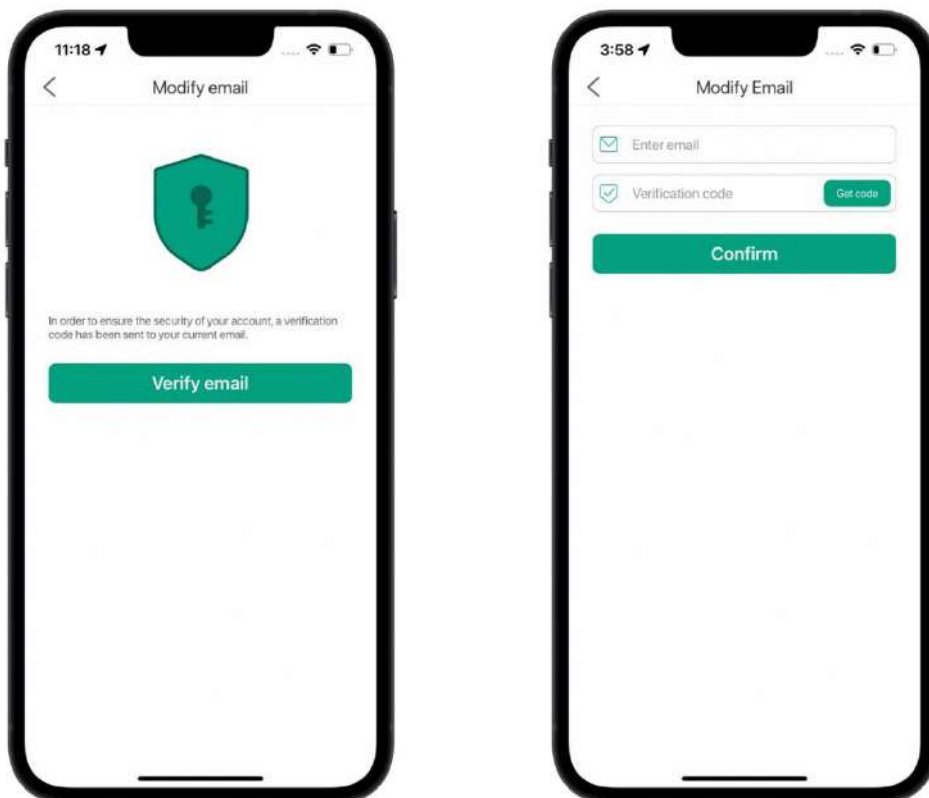 11:18
Modify email
In order to ensure the security of your account, a verification
code has been sent to your current email.
Verify email
3:58
Modify Email
Enter email
Verification code
Get code
Confirm